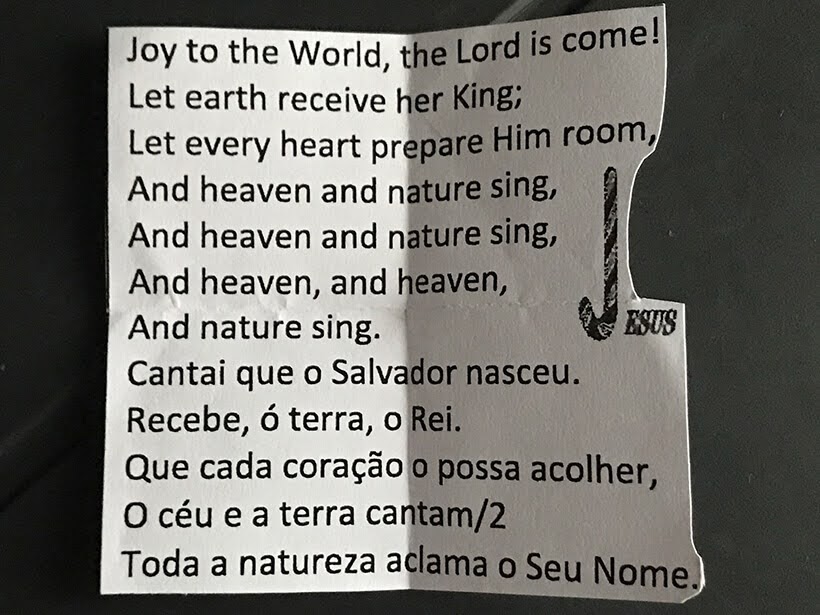 Joy to the World, the Lord is come!
Let earth receive her King;
Let every heart prepare Him room,
And heaven and nature sing,
And heaven and nature sing,
And heaven, and heaven,
And nature sing.
JESUS
Cantai que o Salvador nasceu.
Recebe, ó terra, o Rei.
Que cada coração o possa acolher,
O céu e a terra cantam/2
Toda a natureza aclama o Seu Nome.